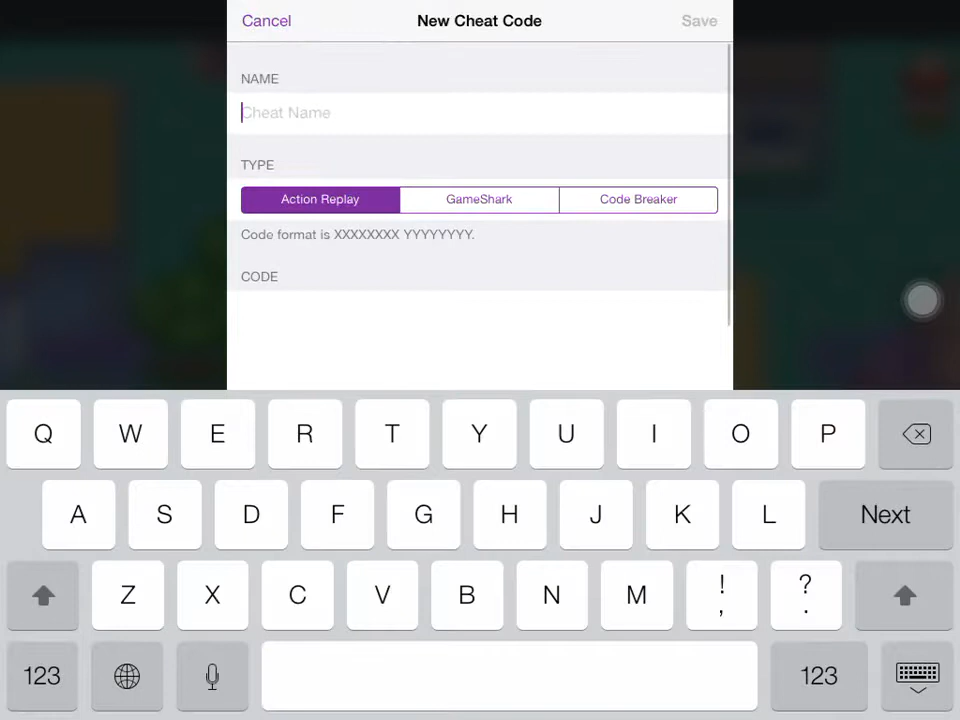 Cancel New Cheat Code Save
NAME
Cheat Name
TYPE
Action Replay GameShark Code Breaker
Code format is XXXXXXXX YYYYYYYY.
CODE
Q W E R T Y U I O P
A S D F G H J K L Next
Z X C V B N M ! , ? .
123 123